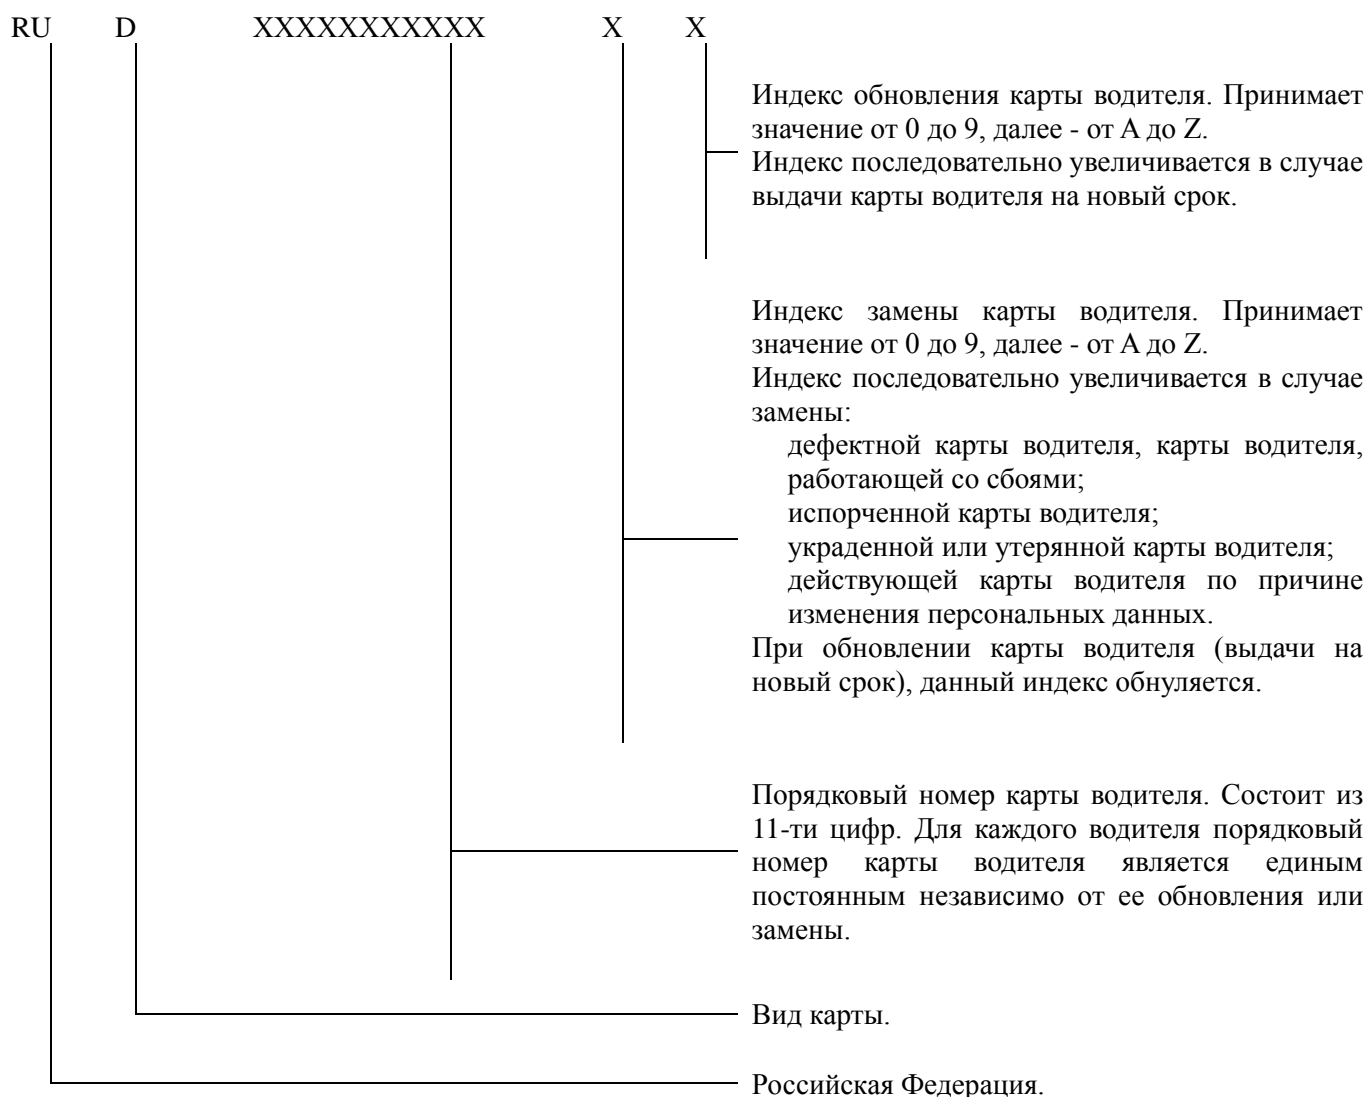 RU D XXXXXXXXXXX X X
Индекс обновления карты водителя. Принимает
значение от 0 до 9, далее - от A до Z.
Индекс последовательно увеличивается в случае
выдачи карты водителя на новый срок.
Индекс замены карты водителя. Принимает
значение от 0 до 9, далее - от A до Z.
Индекс последовательно увеличивается в случае
замены:
дефектной карты водителя, карты водителя,
работающей со сбоями;
испорченной карты водителя;
украденной или утерянной карты водителя;
действующей карты водителя по причине
изменения персональных данных.
При обновлении карты водителя (выдачи на
новый срок), данный индекс обнуляется.
Порядковый номер карты водителя. Состоит из
11-ти цифр. Для каждого водителя порядковый
номер карты водителя является единым
постоянным независимо от ее обновления или
замены.
Вид карты.
Российская Федерация.